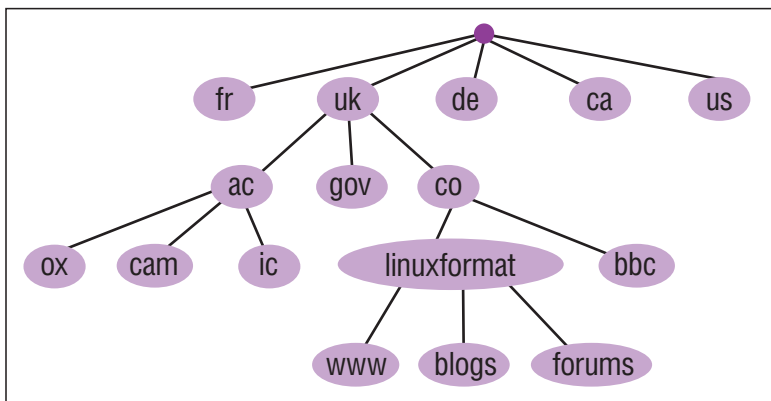 fr uk de ca us
ac gov co
ox cam ic linuxformat bbc
www blogs forums